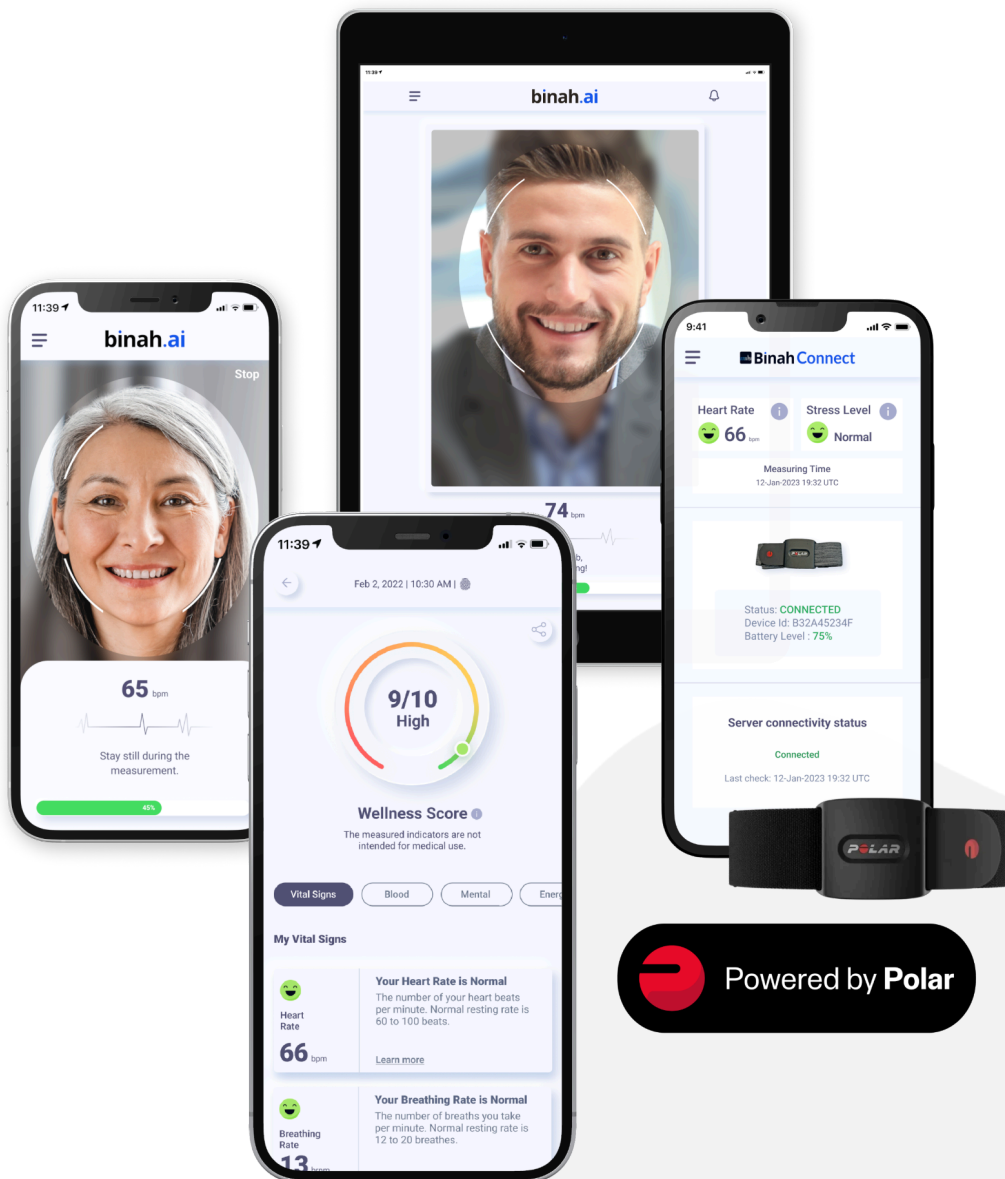 11:39
binah.ai
74 bpm
b,
ng!
11:39
binah.ai
Stop
65 bpm
Stay still during the
measurement.
45%
11:39
Feb 2, 2022 | 10:30 AM |
9/10
High
Wellness Score
The measured indicators are not
intended for medical use.
Vital Signs
Blood
Mental
Energ
My Vital Signs
Heart
Rate
66 bpm
Your Heart Rate is Normal
The number of your heart beats
per minute. Normal resting rate is
60 to 100 beats.
Learn more
Breathing
Rate
13 brpm
Your Breathing Rate is Normal
The number of breaths you take
per minute. Normal resting rate is
12 to 20 breathes.
9:41
Binah Connect
Heart Rate
66 bpm
Stress Level
Normal
Measuring Time
12-Jan-2023 19:32 UTC
POLAR
Status: CONNECTED
Device Id: B32A45234F
Battery Level : 75%
Server connectivity status
Connected
Last check: 12-Jan-2023 19:32 UTC
POLAR
Powered by Polar